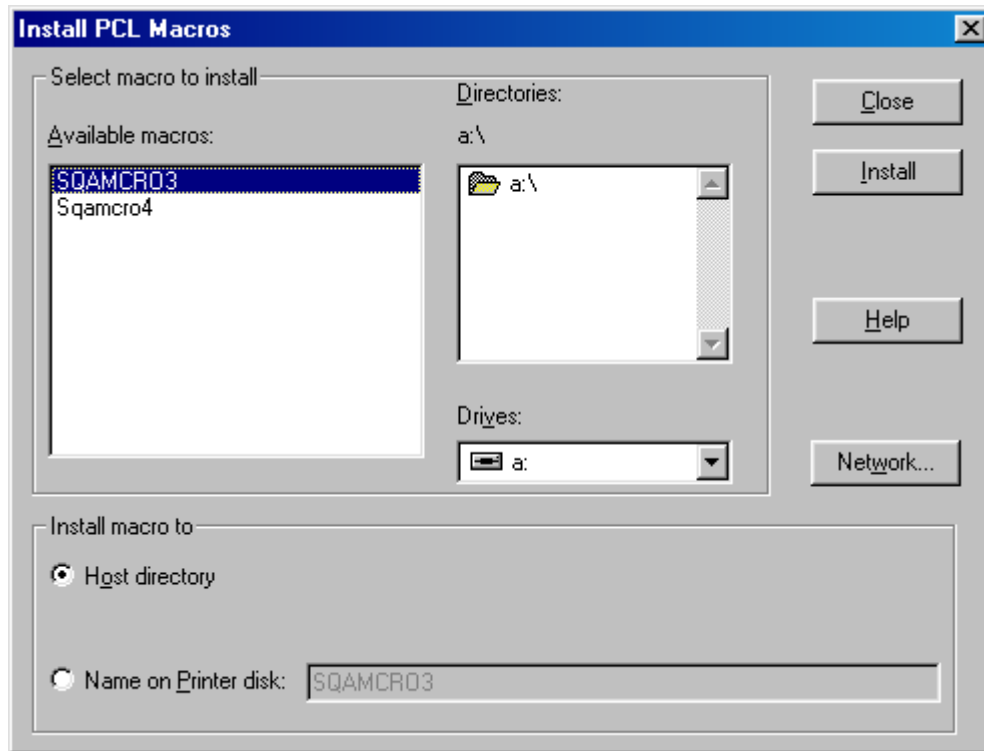 Install PCL Macros
Select macro to install
Available macros:
SQAMCRO3
Sqamcro4
Directories:
a:\
a:\
Drives:
a:
Close
Install
Help
Network...
Install macro to
Host directory
Name on Printer disk: SQAMCRO3